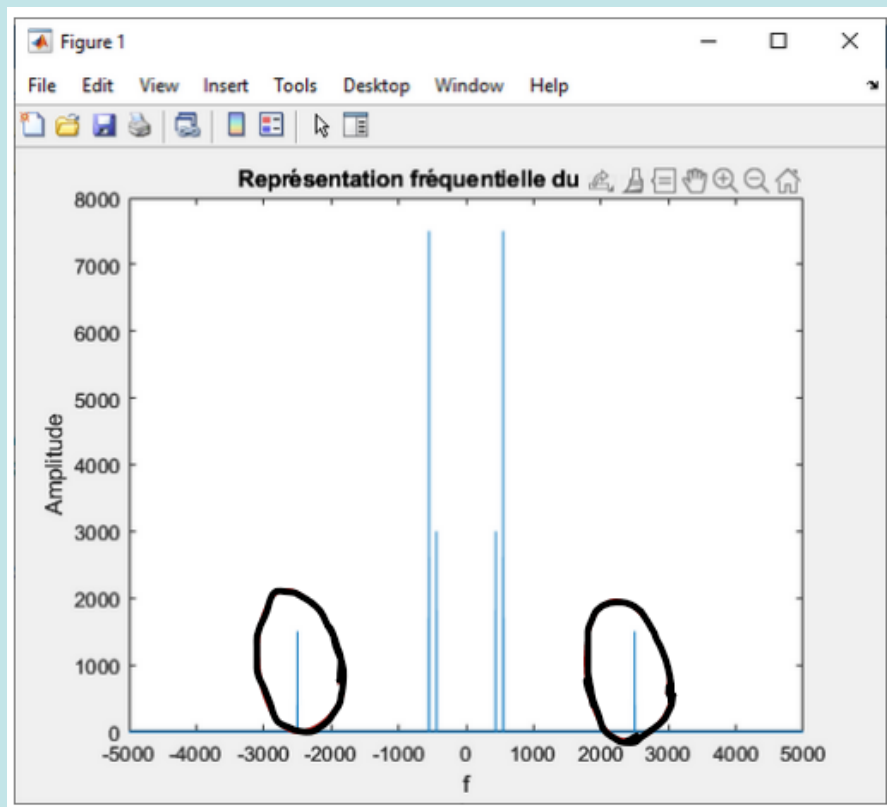 Figure 1
File Edit View Insert Tools Desktop Window Help
Représentation fréquentielle du
8000
7000
6000
5000
4000
3000
2000
1000
0
Amplitude
-5000 -4000 -3000 -2000 -1000 0 1000 2000 3000 4000 5000
f